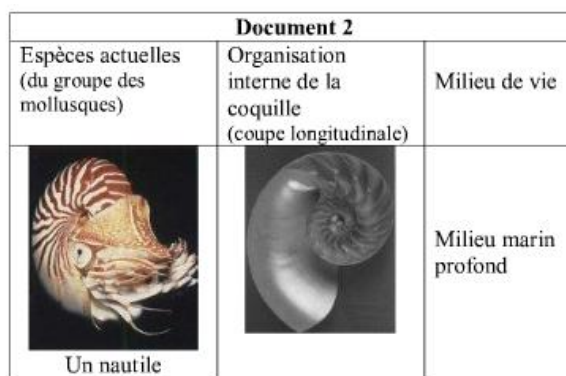 Document 2
Espèces actuelles
(du groupe des
mollusques)
Organisation
interne de la
coquille
(coupe longitudinale)
Milieu de vie
Un nautile
Milieu marin
profond